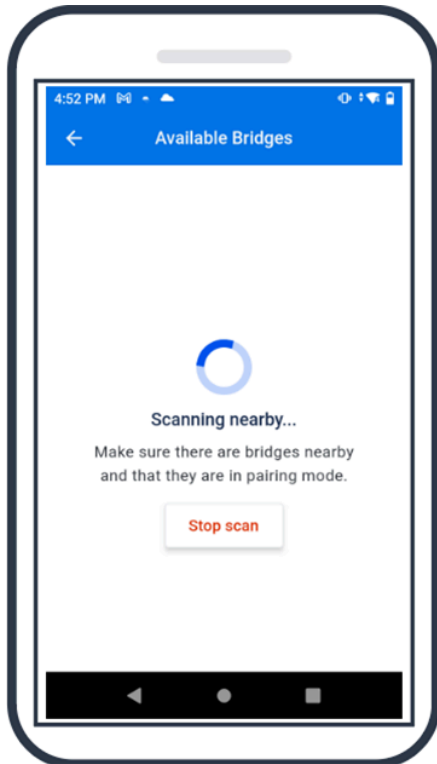 4:52 PM
Available Bridges
Scanning nearby...
Make sure there are bridges nearby
and that they are in pairing mode.
Stop scan